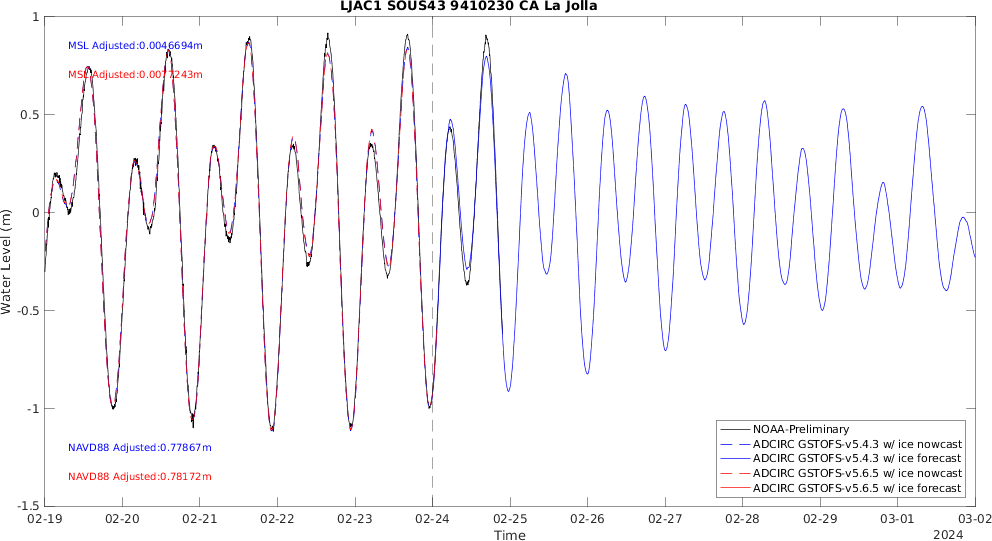 LJAC1 SOUS43 9410230 CA La Jolla
MSL Adjusted:0.0046694m
MSL Adjusted:0.0077243m
NAVD88 Adjusted:0.77867m
NAVD88 Adjusted:0.78172m
Water Level (m)
1
0.5
0
-0.5
-1
-1.5
NOAA-Preliminary
ADCIRC GSTOFS-v5.4.3 w/ ice nowcast
ADCIRC GSTOFS-v5.4.3 w/ ice forecast
ADCIRC GSTOFS-v5.6.5 w/ ice nowcast
ADCIRC GSTOFS-v5.6.5 w/ ice forecast
02-19 02-20 02-21 02-22 02-23 02-24 02-25 02-26 02-27 02-28 02-29 03-01 03-02
Time
2024